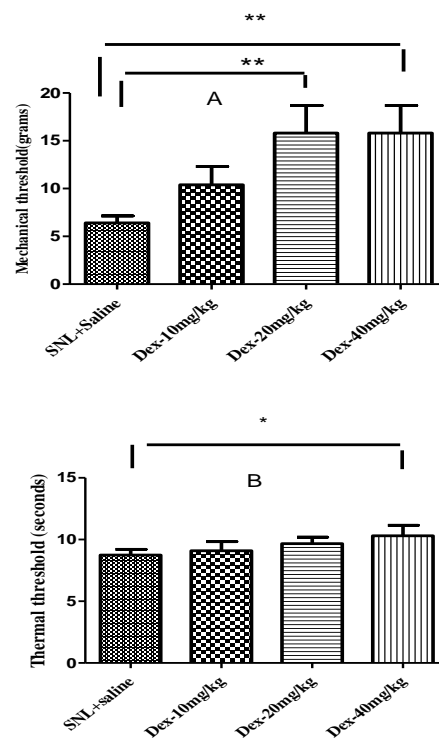 **
**
A
20
15
10
5
0
Mechanical threshold(grams)
SNL+Saline
Dex-10mg/kg
Dex-20mg/kg
Dex-40mg/kg
*
B
15
10
5
0
Thermal threshold (seconds)
SNL+saline
Dex-10mg/kg
Dex-20mg/kg
Dex-40mg/kg